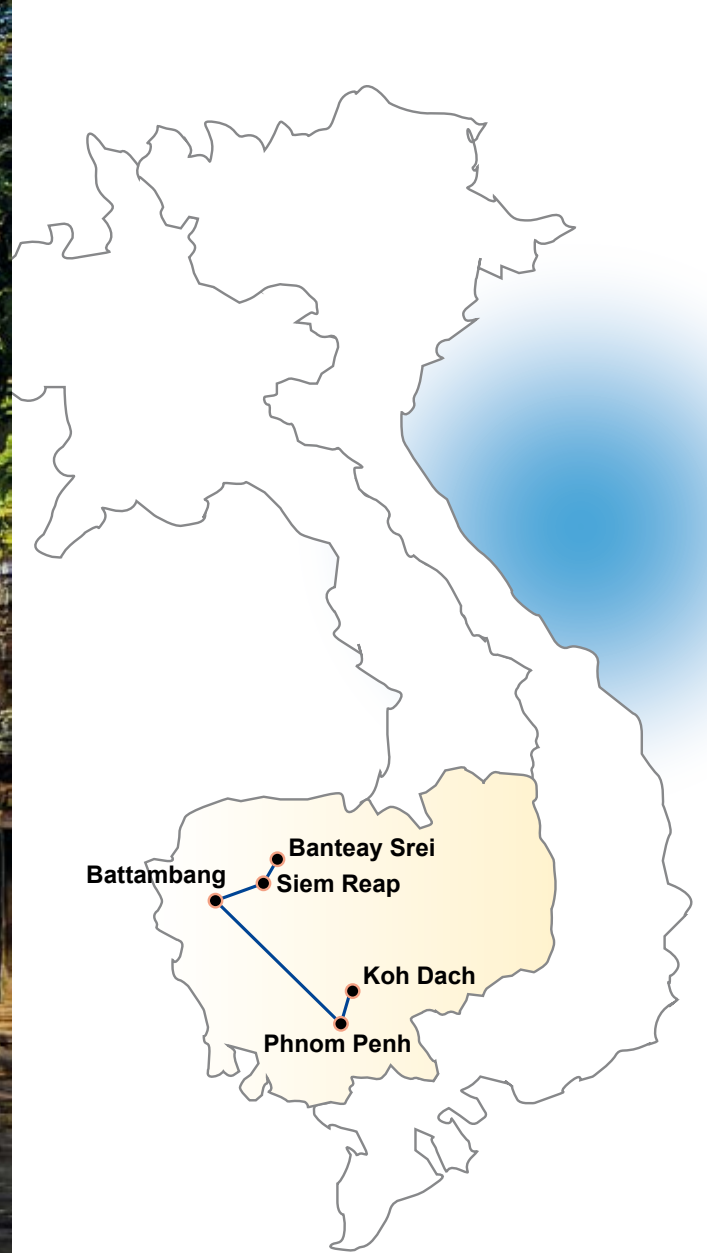 Banteay Srei
Battambang
Siem Reap
Koh Dach
Phnom Penh